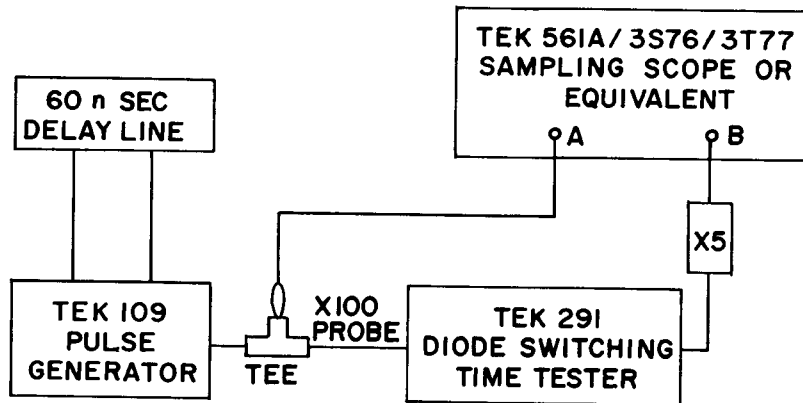 TEK 561A/3S76/3T77
SAMPLING SCOPE OR
EQUIVALENT
A
B
60 n SEC
DELAY LINE
X5
TEK 109
PULSE
GENERATOR
TEE
X100
PROBE
TEK 291
DIODE SWITCHING
TIME TESTER